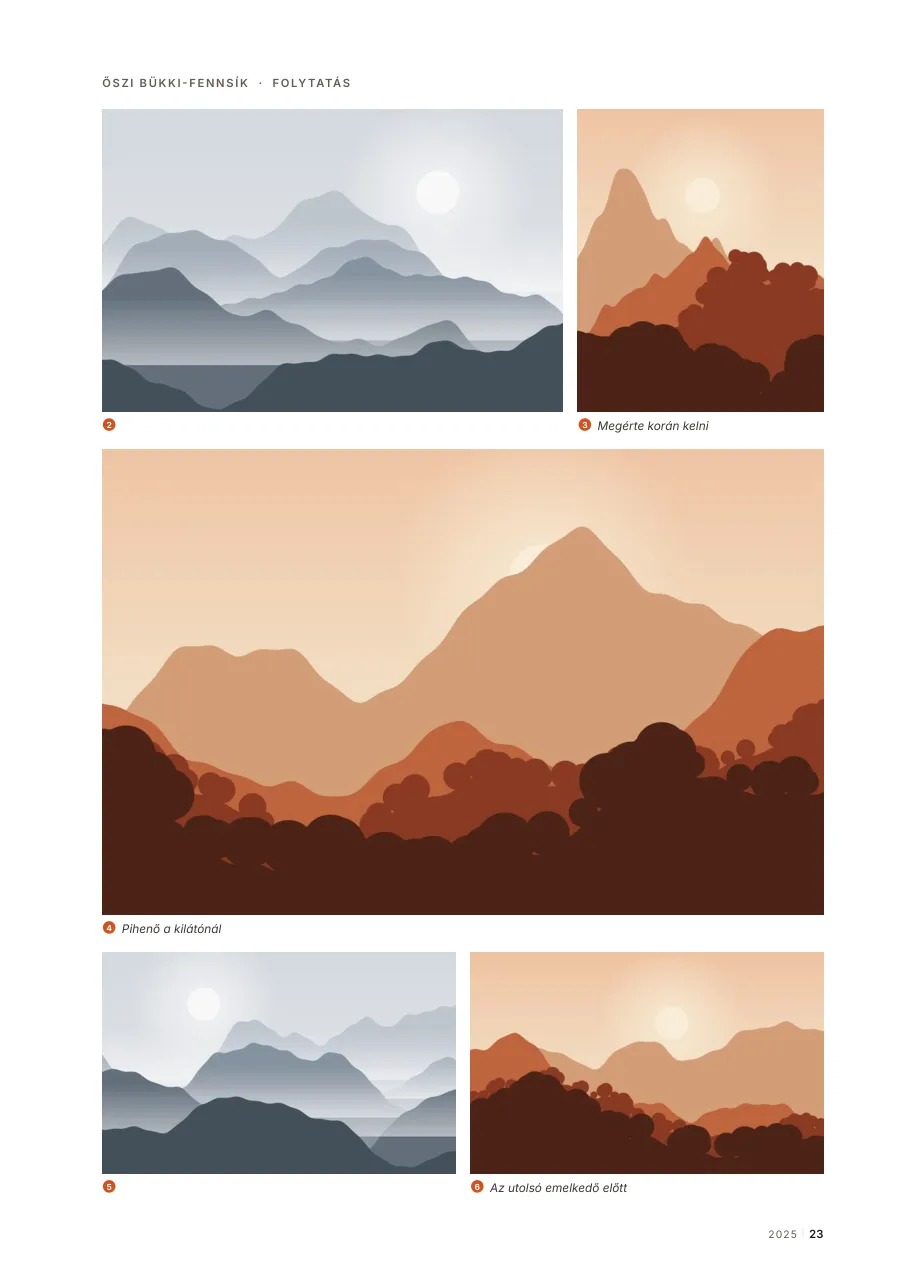 ŐSZI BÜKKI-FENNSÍK · FOLYTATÁS
2
3 Megérte korán kelni
4 Pihenő a kilátónál
5
6 Az utolsó emelkedő előtt
2025 23